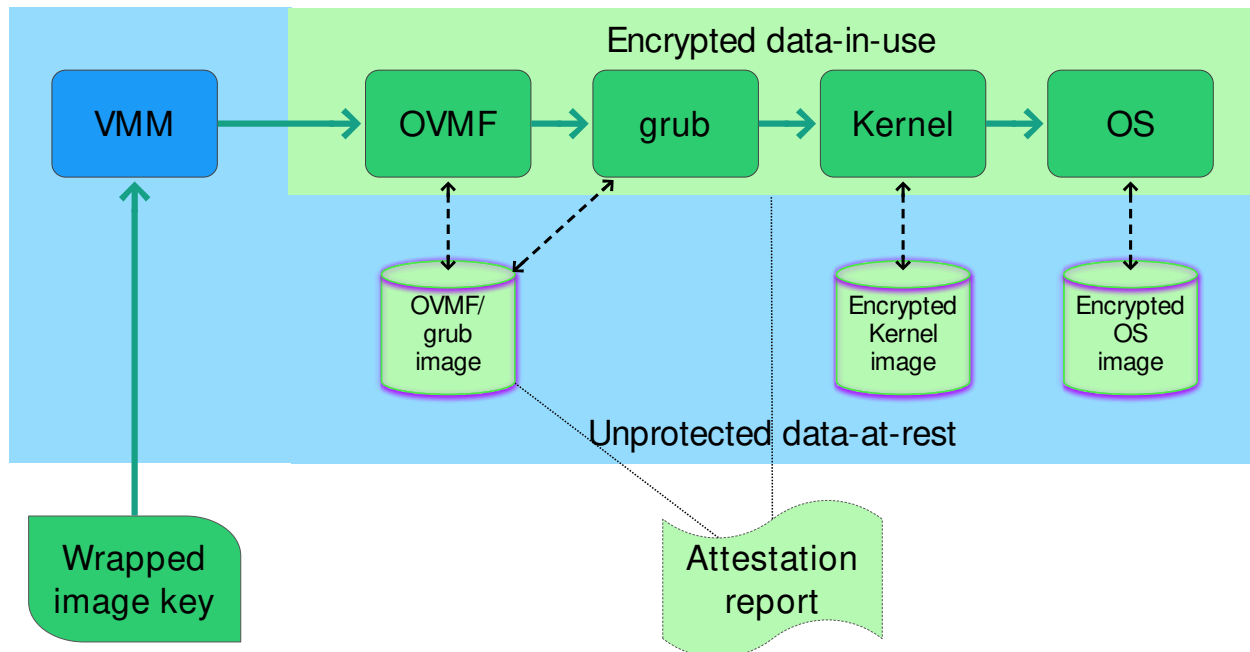 Encrypted data-in-use
VMM
OVMF
grub
Kernel
OS
OVMF/
grub
image
Encrypted
Kernel
image
Encrypted
OS
image
Unprotected data-at-rest
Wrapped
image key
Attestation
report